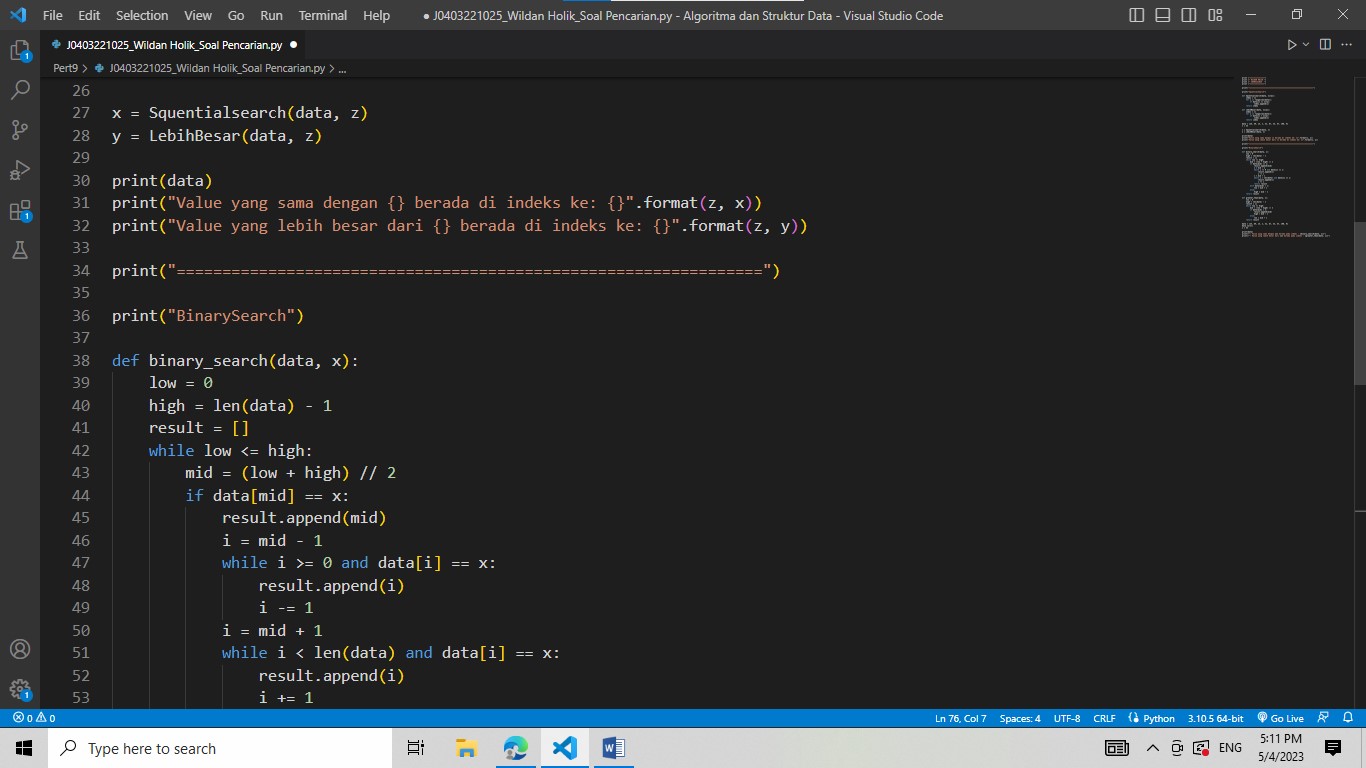 File Edit Selection View Go Run Terminal Help ● J0403221025_Wildan Holik_Soal Pencarian.py - Algoritma dan Struktur Data - Visual Studio Code
J0403221025_Wildan Holik_Soal Pencarian.py ●
Pert9 > J0403221025_Wildan Holik_Soal Pencarian.py > ...
26
27 x = Squentialsearch(data, z)
28 y = LebihBesar(data, z)
29
30 print(data)
31 print("Value yang sama dengan {} berada di indeks ke: {}".format(z, x))
32 print("Value yang lebih besar dari {} berada di indeks ke: {}".format(z, y))
33
34 print("================================================================")
35
36 print("BinarySearch")
37
38 def binary_search(data, x):
39 low = 0
40 high = len(data) - 1
41 result = []
42 while low <= high:
43 mid = (low + high) // 2
44 if data[mid] == x:
45 result.append(mid)
46 i = mid - 1
47 while i >= 0 and data[i] == x:
48 result.append(i)
49 i -= 1
50 i = mid + 1
51 while i < len(data) and data[i] == x:
52 result.append(i)
53 i += 1
1
1
1
0 0 Ln 76, Col 7 Spaces: 4 UTF-8 CRLF Python 3.10.5 64-bit Go Live
Type here to search
ENG
5:11 PM
5/4/2023